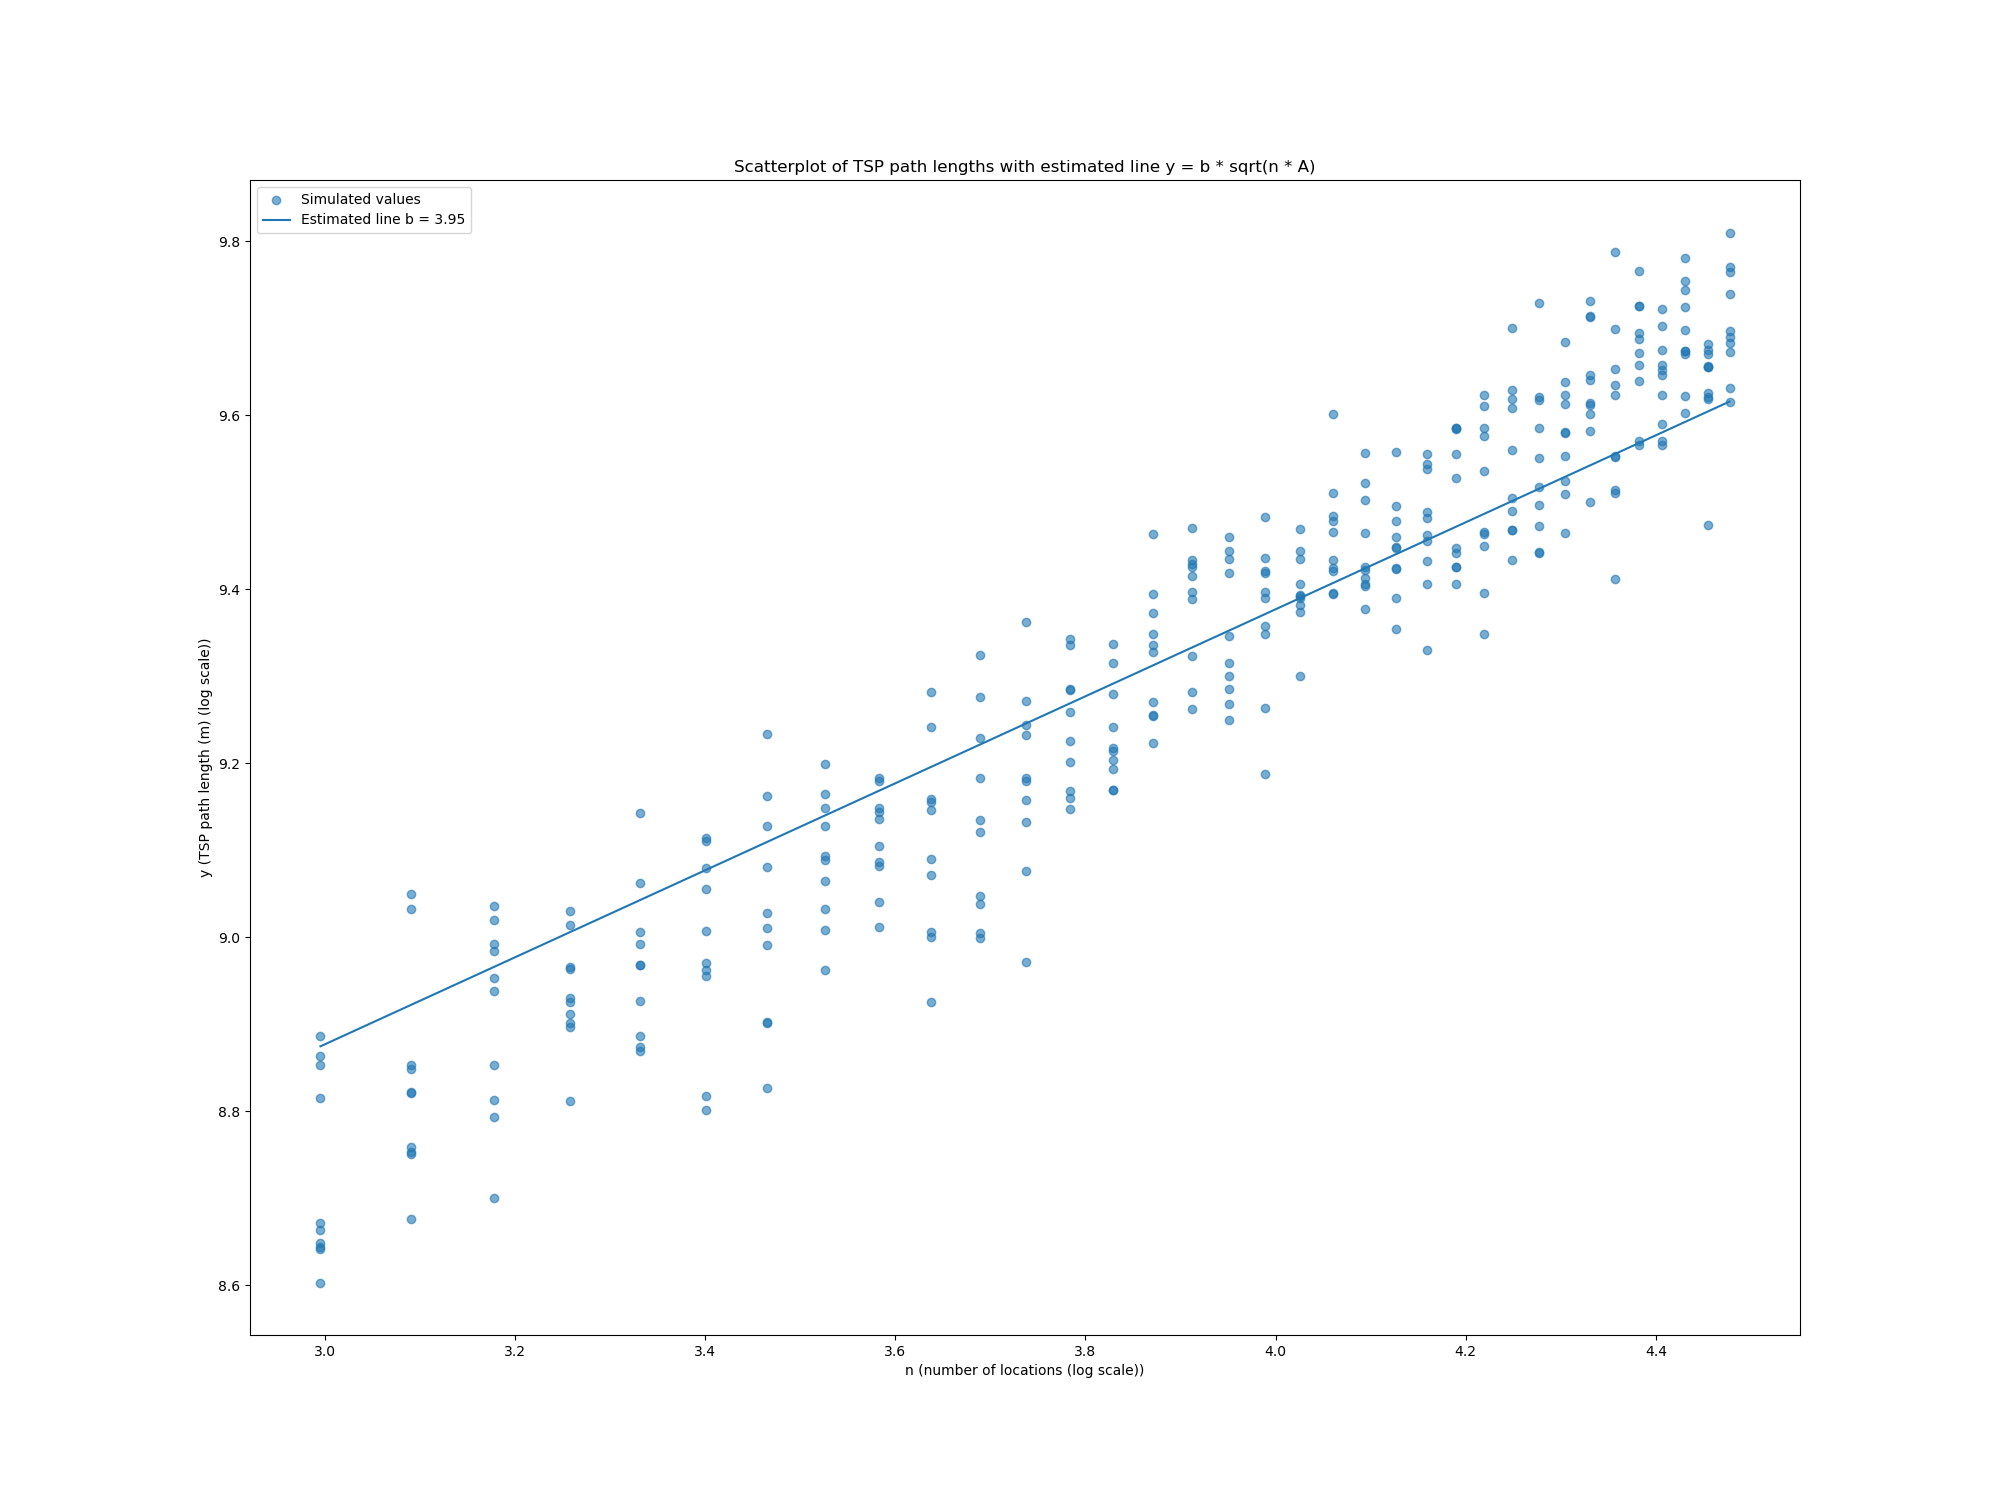 Scatterplot of TSP path lengths with estimated line y = b * sqrt(n * A)
Simulated values
Estimated line b = 3.95
9.8
9.6
9.4
9.2
9.0
8.8
8.6
y (TSP path length (m) (log scale))
3.0 3.2 3.4 3.6 3.8 4.0 4.2 4.4
n (number of locations (log scale))